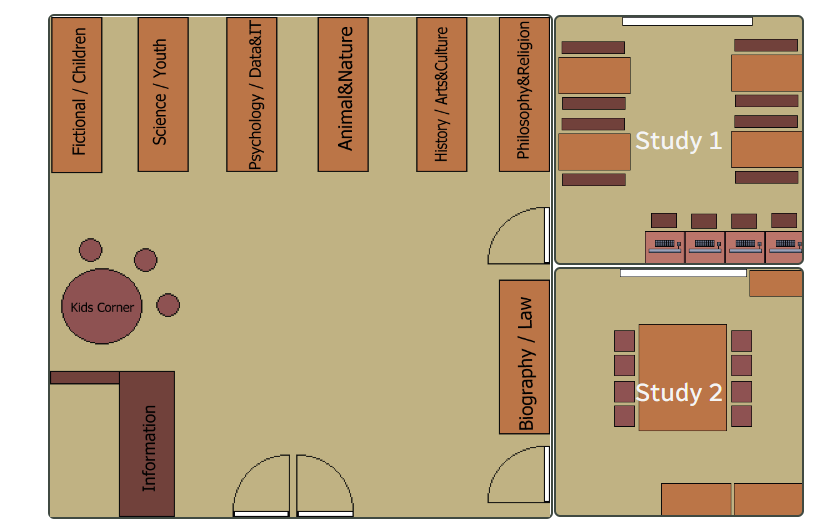 Fictional / Children
Science / Youth
Psychology / Data&IT
Animal&Nature
History / Arts&Culture
Philosophy&Religion
Study 1
Kids Corner
Biography / Law
Study 2
Information